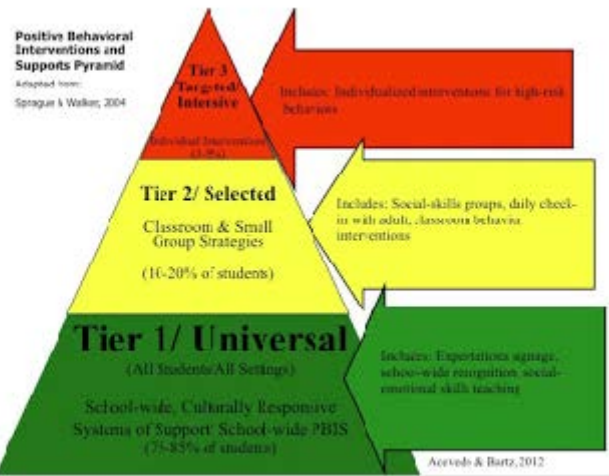 Positive Behavioral
Interventions and
Supports Pyramid
Adapted from:
Sprague & Walker, 2004
Tier 3
Targeted/
Intensive
Individual Interventions
Includes: Individualized interventions for high-risk
behaviors
Tier 2/ Selected
Classroom & Small
Group Strategies
(10-20% of students)
Includes: Social-skills groups, daily check-
in with adult, classroom behavior
interventions
Tier 1/ Universal
(All Students/All Settings)
School-wide, Culturally Responsive
Systems of Support: School-wide PBIS
(75-85% of students)
Includes: Expectations signage,
school-wide recognition, social-
emotional skills teaching
Acevedo & Bartz, 2012